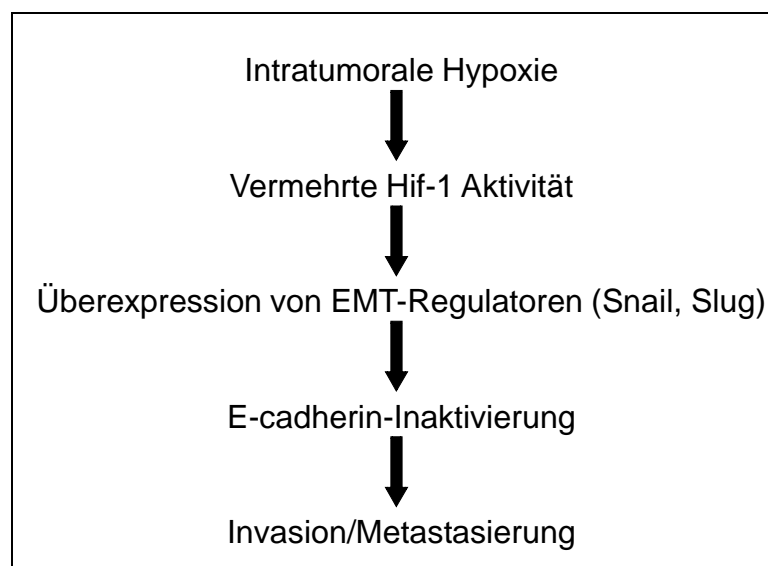 Intratumorale Hypoxie
Vermehrte Hif-1 Aktivität
Überexpression von EMT-Regulatoren (Snail, Slug)
E-cadherin-Inaktivierung
Invasion/Metastasierung